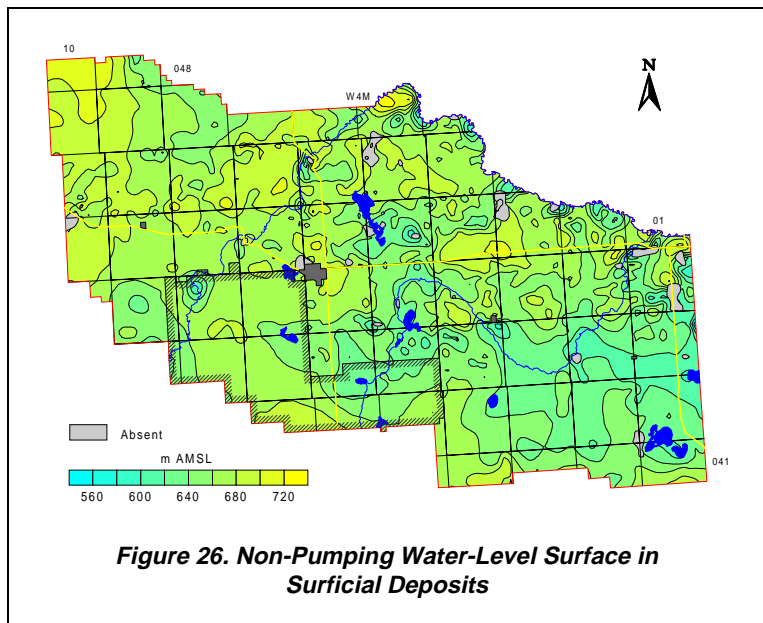 10
048
W4M
N
01
Absent
m AMSL
560 600 640 680 720
041
Figure 26. Non-Pumping Water-Level Surface in
Surficial Deposits